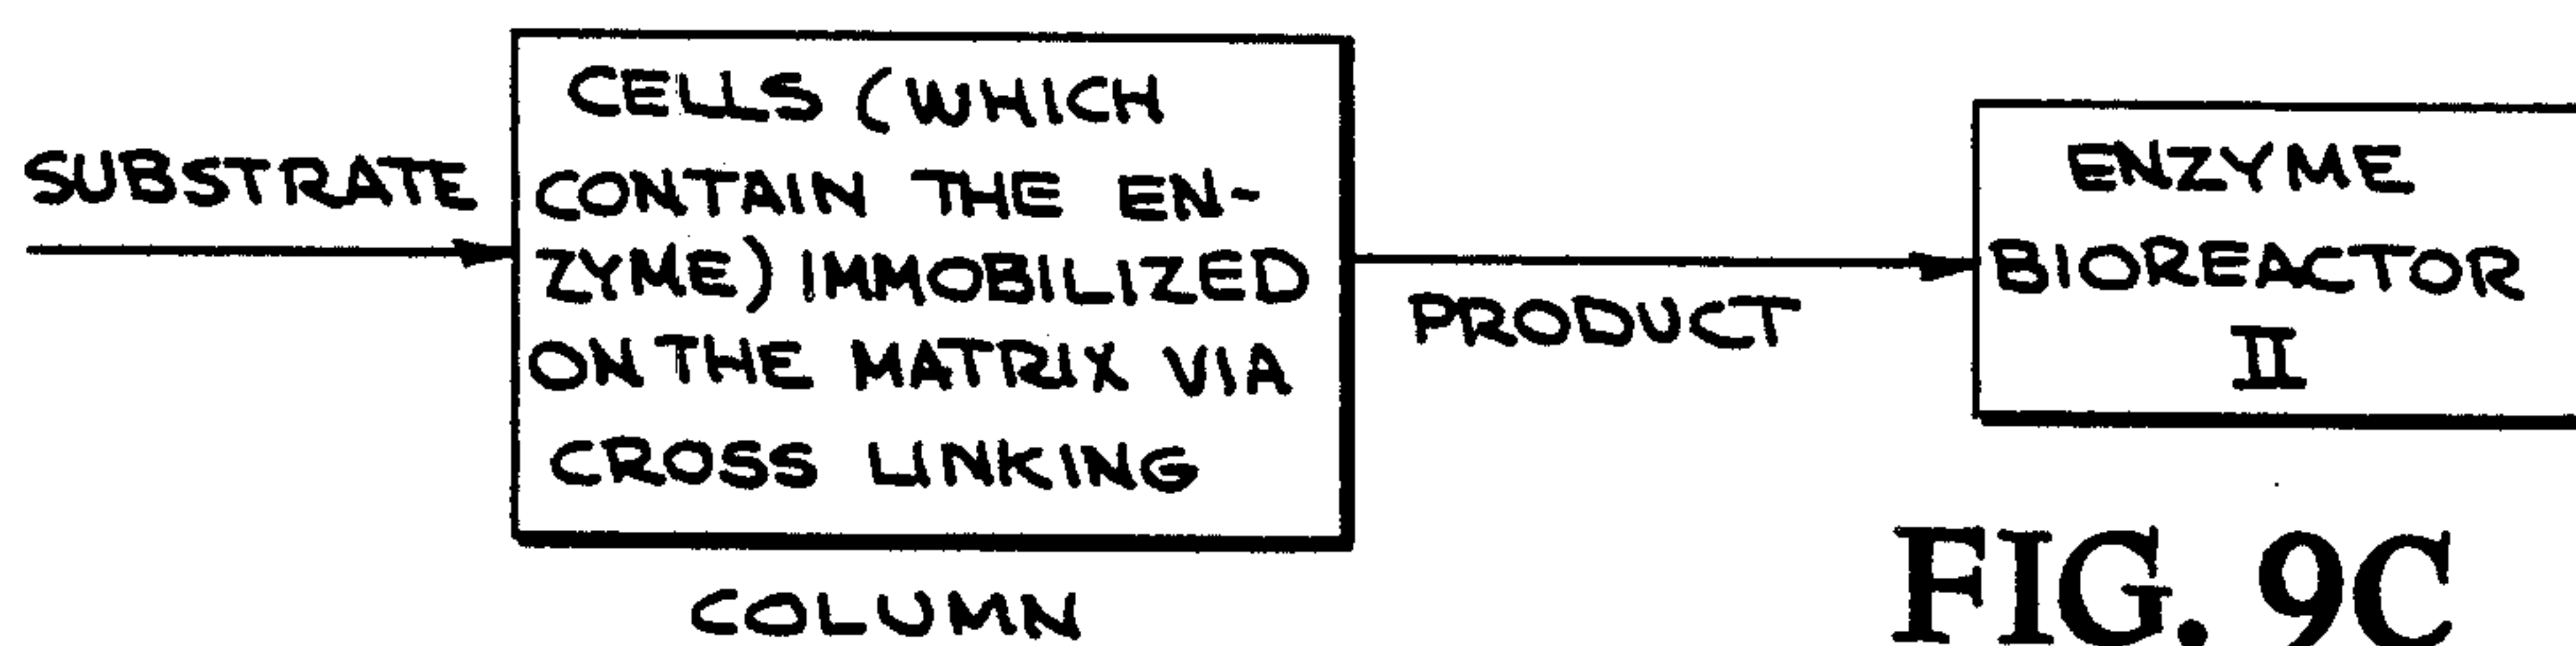 SUBSTRATE
CELLS (WHICH
CONTAIN THE EN-
ZYME) IMMOBILIZED
ON THE MATRIX VIA
CROSS LINKING
COLUMN
PRODUCT
ENZYME
BIOREACTOR
II
FIG. 9C